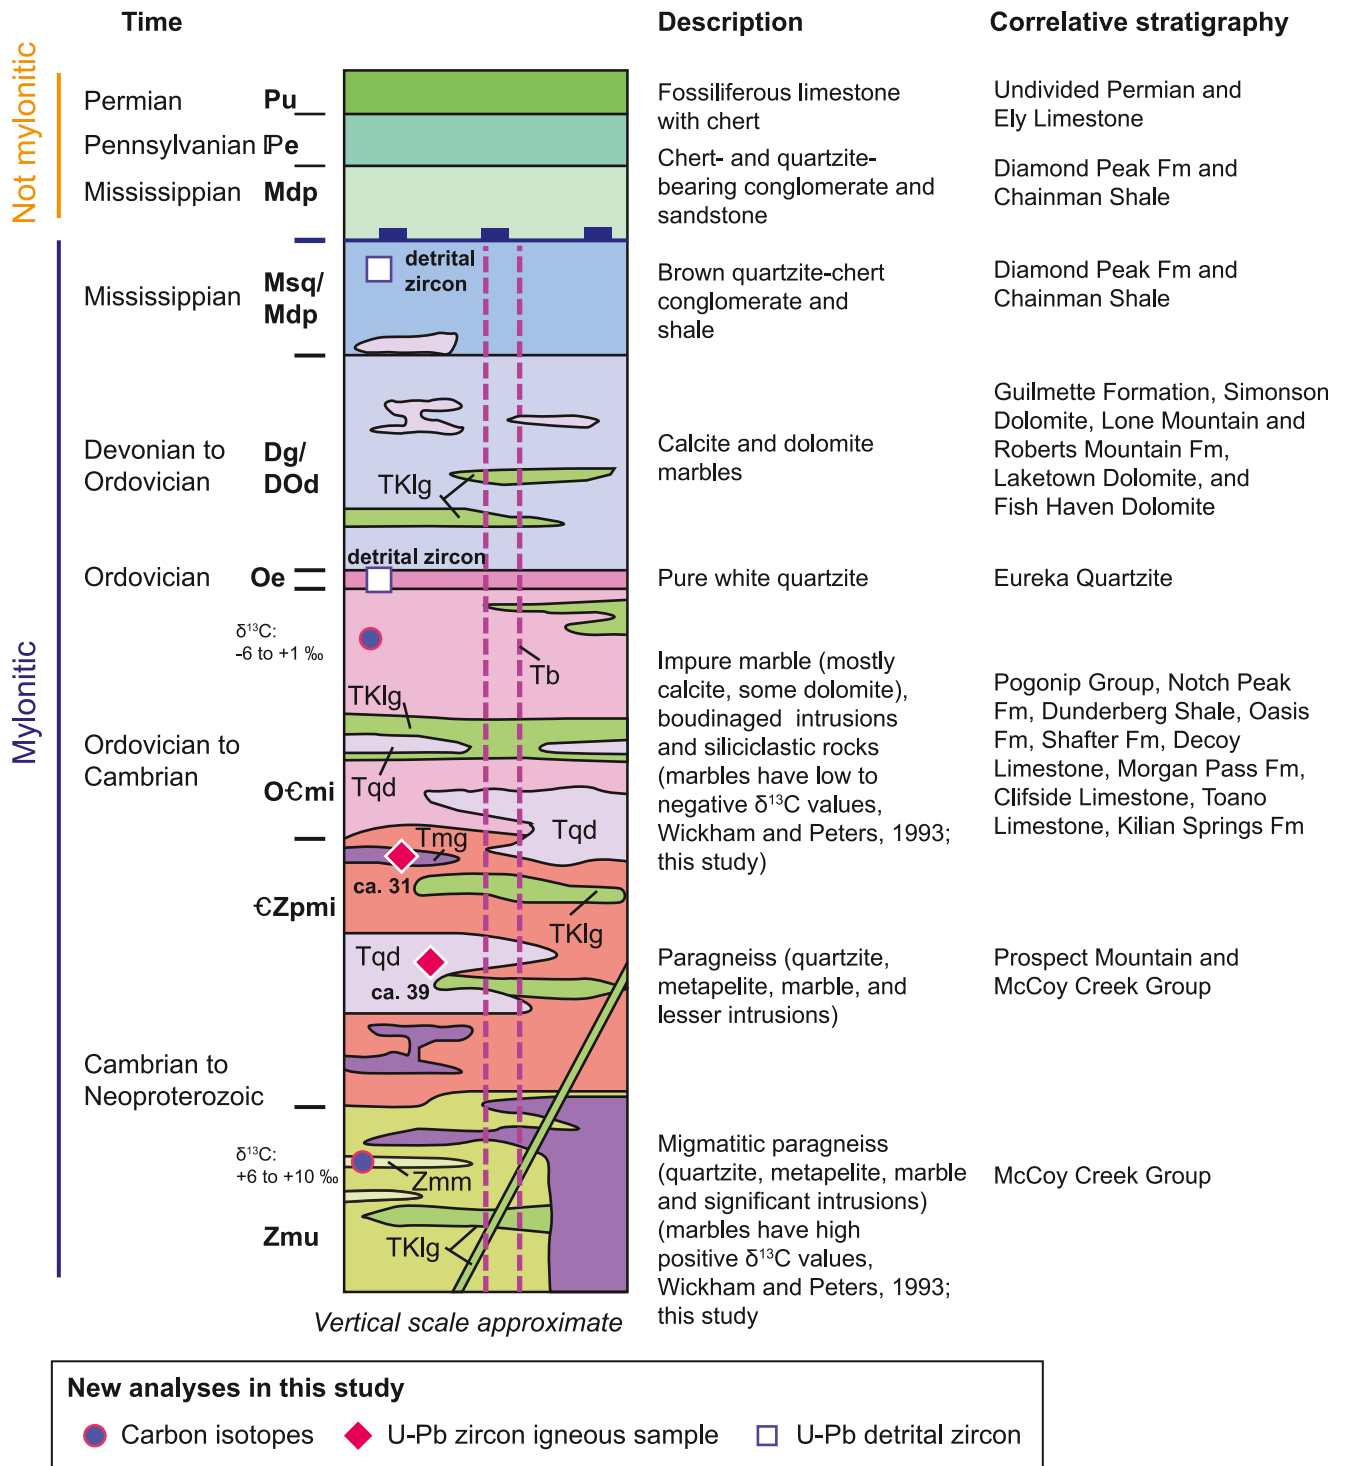 Time
Description
Correlative stratigraphy
Not mylonitic
Permian
Pu
Fossiliferous limestone
with chert
Undivided Permian and
Ely Limestone
Pennsylvanian
ℙe
Mississippian
Mdp
Chert- and quartzite-
bearing conglomerate and
sandstone
Diamond Peak Fm and
Chainman Shale
Mylonitic
Mississippian
Msq/
Mdp
detrital
zircon
Brown quartzite-chert
conglomerate and
shale
Diamond Peak Fm and
Chainman Shale
Devonian to
Ordovician
Dg/
DOd
TKlg
Calcite and dolomite
marbles
Guilmette Formation, Simonson
Dolomite, Lone Mountain and
Roberts Mountain Fm,
Laketown Dolomite, and
Fish Haven Dolomite
detrital zircon
Ordovician
Oe
Pure white quartzite
Eureka Quartzite
δ¹³C:
-6 to +1 ‰
Tb
TKlg
Ordovician to
Cambrian
Tqd
O€mi
Tqd
Impure marble (mostly
calcite, some dolomite),
boudinaged intrusions
and siliciclastic rocks
(marbles have low to
negative δ¹³C values,
Wickham and Peters, 1993;
this study)
Pogonip Group, Notch Peak
Fm, Dunderberg Shale, Oasis
Fm, Shafter Fm, Decoy
Limestone, Morgan Pass Fm,
Clifside Limestone, Toano
Limestone, Kilian Springs Fm
Tmg
ca. 31
€Zpmi
TKlg
Tqd
ca. 39
Paragneiss (quartzite,
metapelite, marble, and
lesser intrusions)
Prospect Mountain and
McCoy Creek Group
Cambrian to
Neoproterozoic
δ¹³C:
+6 to +10 ‰
Zmm
Zmu
TKlg
Migmatitic paragneiss
(quartzite, metapelite, marble
and significant intrusions)
(marbles have high
positive δ¹³C values,
Wickham and Peters, 1993;
this study
McCoy Creek Group
Vertical scale approximate
New analyses in this study
Carbon isotopes
U-Pb zircon igneous sample
U-Pb detrital zircon